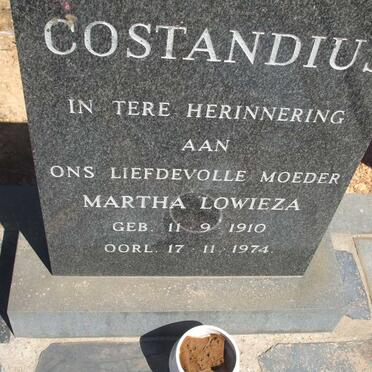 COSTANDIUS
IN TERE HERINNERING
AAN
ONS LIEFDEVOLLE MOEDER
MARTHA LOWIEZA
GEB. 11·9·1910
OORL. 17·11·1974